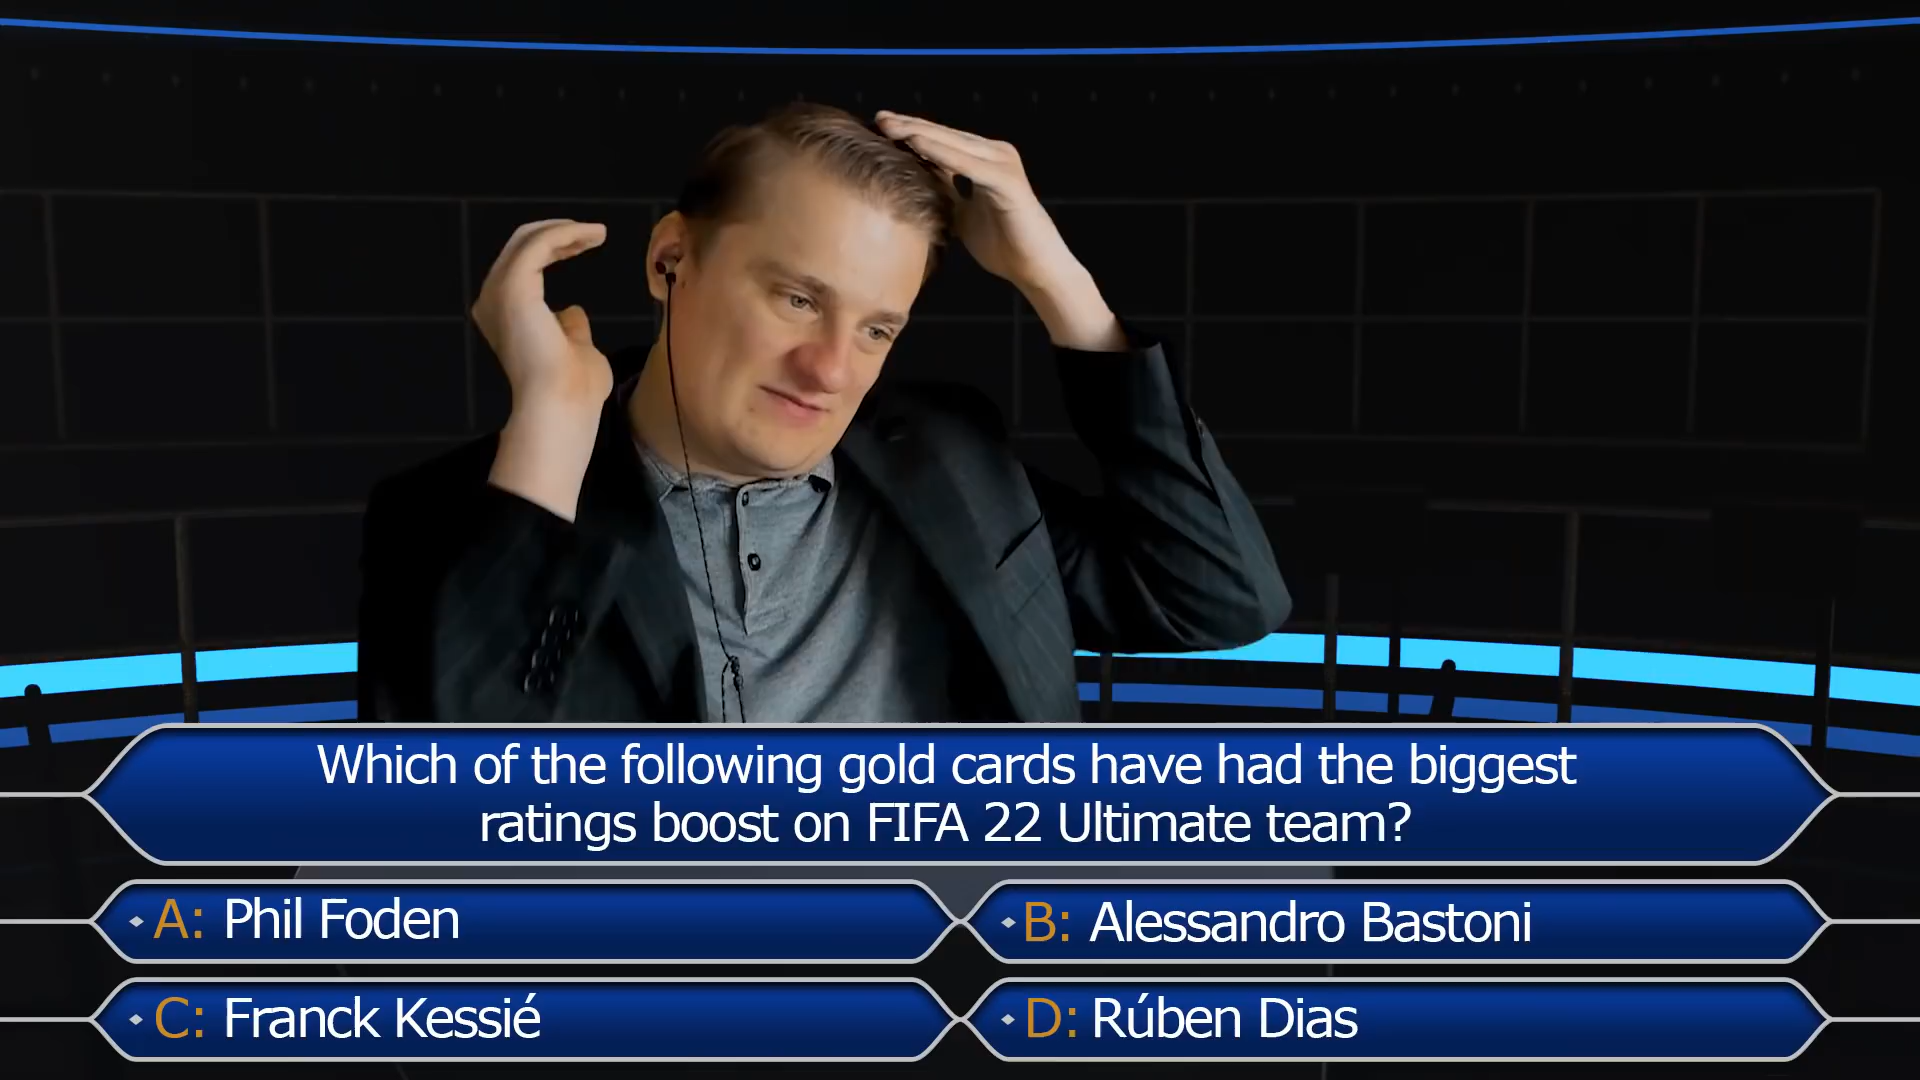 Which of the following gold cards have had the biggest
ratings boost on FIFA 22 Ultimate team?
A: Phil Foden
B: Alessandro Bastoni
C: Franck Kessié
D: Rúben Dias